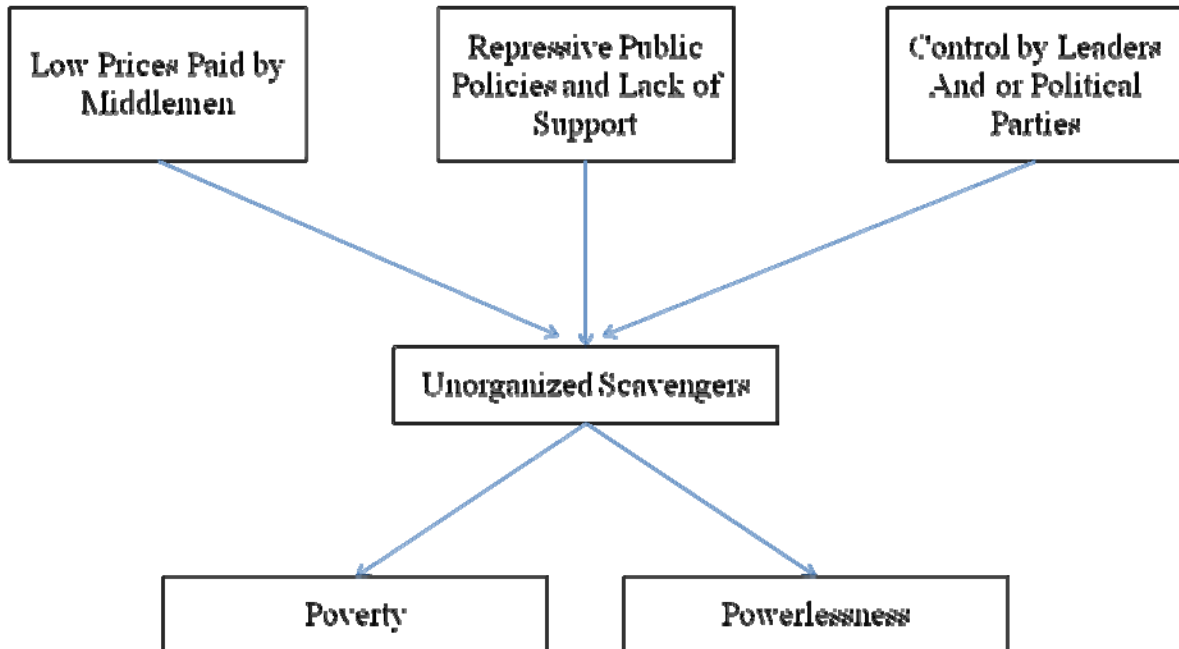 Low Prices Paid by
Middlemen
Repressive Public
Policies and Lack of
Support
Control by Leaders
And or Political
Parties
Unorganized Scavengers
Poverty
Powerlessness